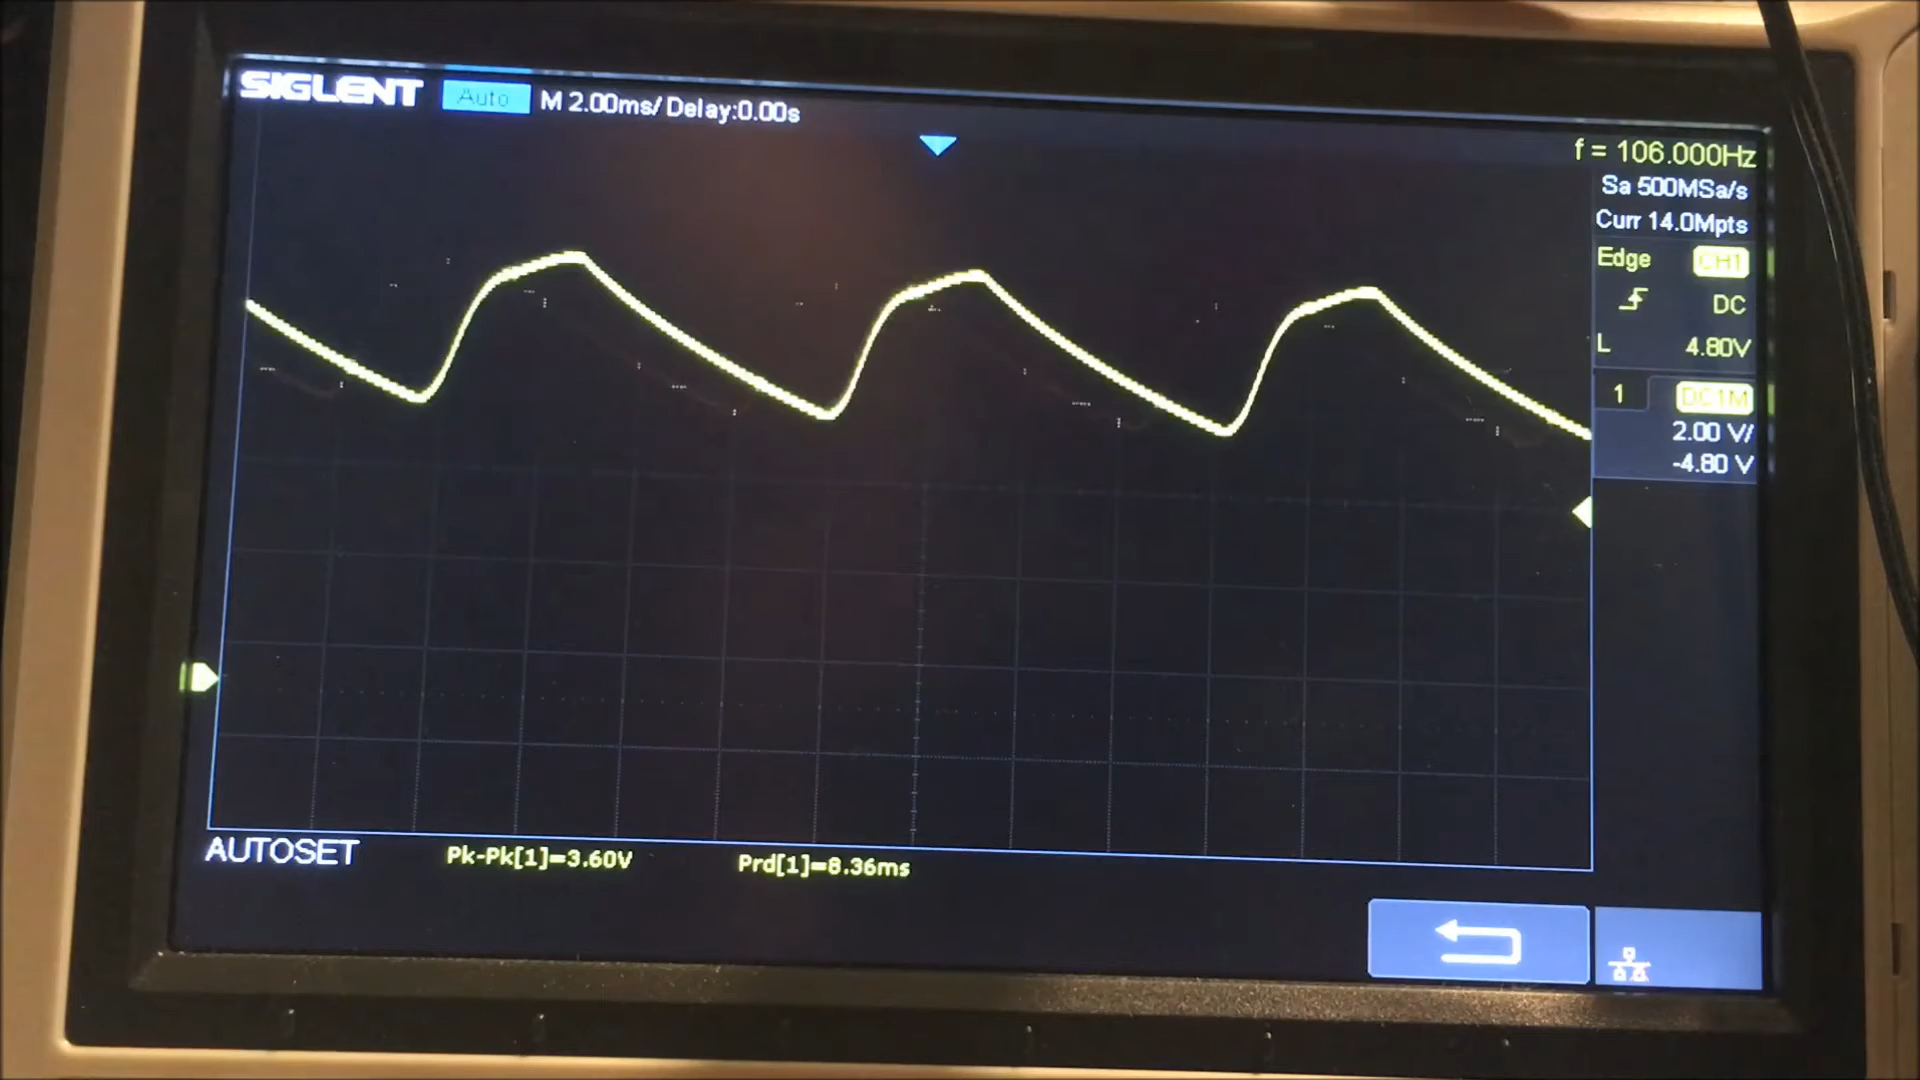 SIGLENT Auto M 2.00ms/ Delay:0.00s
f = 106.000Hz
Sa 500MSa/s
Curr 14.0Mpts
Edge CH1
DC
L 4.80V
1 DC1M
2.00 V/
-4.80 V
AUTOSET Pk-Pk[1]=3.60V Prd[1]=8.36ms